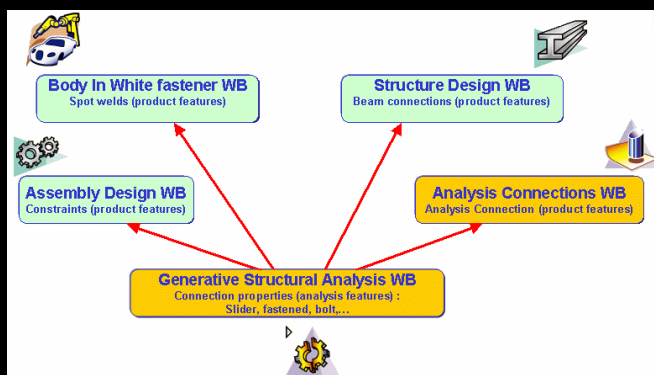 Body In White fastener WB
Spot welds (product features)
Structure Design WB
Beam connections (product features)
Assembly Design WB
Constraints (product features)
Analysis Connections WB
Analysis Connection (product features)
Generative Structural Analysis WB
Connection properties (analysis features) :
Slider, fastened, bolt,...